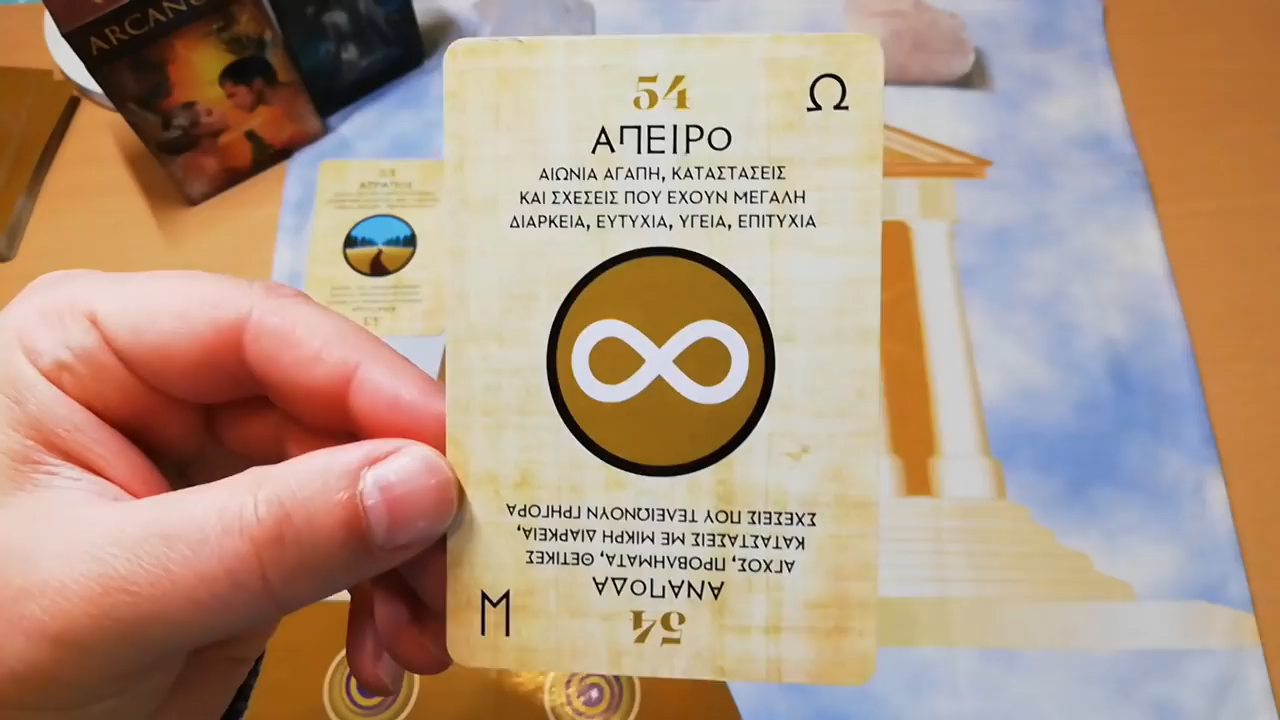 ARCANO
54
Ω
ΑΠΕΙΡΟ
ΑΙΩΝΙΑ ΑΓΑΠΗ, ΚΑΤΑΣΤΑΣΕΙΣ
ΚΑΙ ΣΧΕΣΕΙΣ ΠΟΥ ΕΧΟΥΝ ΜΕΓΑΛΗ
ΔΙΑΡΚΕΙΑ, ΕΥΤΥΧΙΑ, ΥΓΕΙΑ, ΕΠΙΤΥΧΙΑ
54
ΑΝΑΠΟΔΑ
ΑΓΧΟΣ, ΠΡΟΒΛΗΜΑΤΑ, ΘΕΤΙΚΕΣ
ΚΑΤΑΣΤΑΣΕΙΣ ΜΕ ΜΙΚΡΗ ΔΙΑΡΚΕΙΑ,
ΣΧΕΣΕΙΣ ΠΟΥ ΤΕΛΕΙΩΝΟΥΝ ΓΡΗΓΟΡΑ